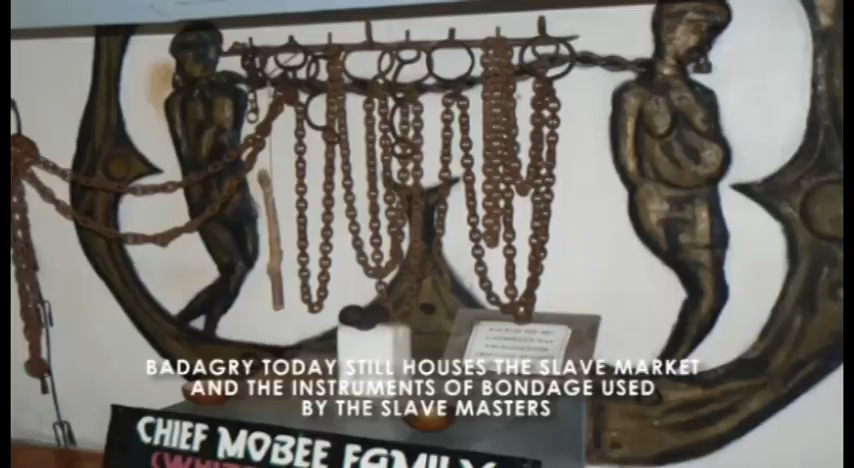 BADAGRY TODAY STILL HOUSES THE SLAVE MARKET
AND THE INSTRUMENTS OF BONDAGE USED
BY THE SLAVE MASTERS
CHIEF MOBEE FAMILY